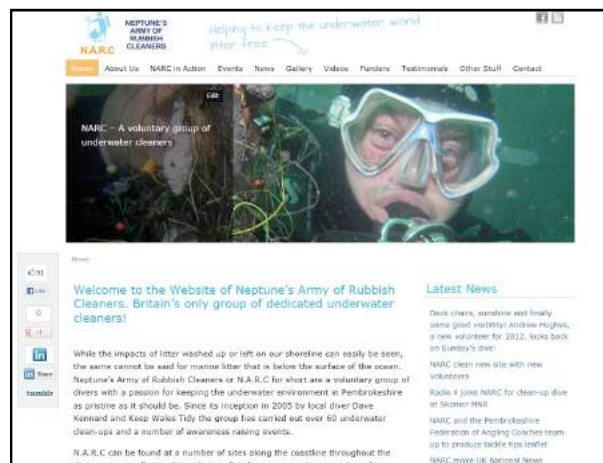 NEPTUNE'S
ARMY OF
RUBBISH
CLEANERS
N.A.R.C
Helping to keep the underwater world
litter free
Home About Us NARC in Action Events News Gallery Videos Funders Testimonials Other Stuff Contact
Edit
NARC – A voluntary group of
underwater cleaners
Home
91
Like
0
+1
in
in Share
tumblr
Welcome to the Website of Neptune's Army of Rubbish
Cleaners. Britain's only group of dedicated underwater
cleaners!
While the impacts of litter washed up or left on our shoreline can easily be seen,
the same cannot be said for marine litter that is below the surface of the ocean.
Neptune's Army of Rubbish Cleaners or N.A.R.C for short are a voluntary group of
divers with a passion for keeping the underwater environment in Pembrokeshire
as pristine as it should be. Since its inception in 2005 by local diver Dave
Kennard and Keep Wales Tidy the group has carried out over 60 underwater
clean-ups and a number of awareness raising events.
N.A.R.C can be found at a number of sites along the coastline throughout the
Latest News
Deck chairs, sunshine and finally
some good visibility! Andrew Hughes,
a new volunteer for 2012, looks back
on Sunday's dive!
NARC clean new site with new
volunteers
Radio 4 joins NARC for clean-up dive
at Skomer MNR
NARC and the Pembrokeshire
Federation of Angling Coaches team
up to produce tackle tips leaflet
NARC make UK National News